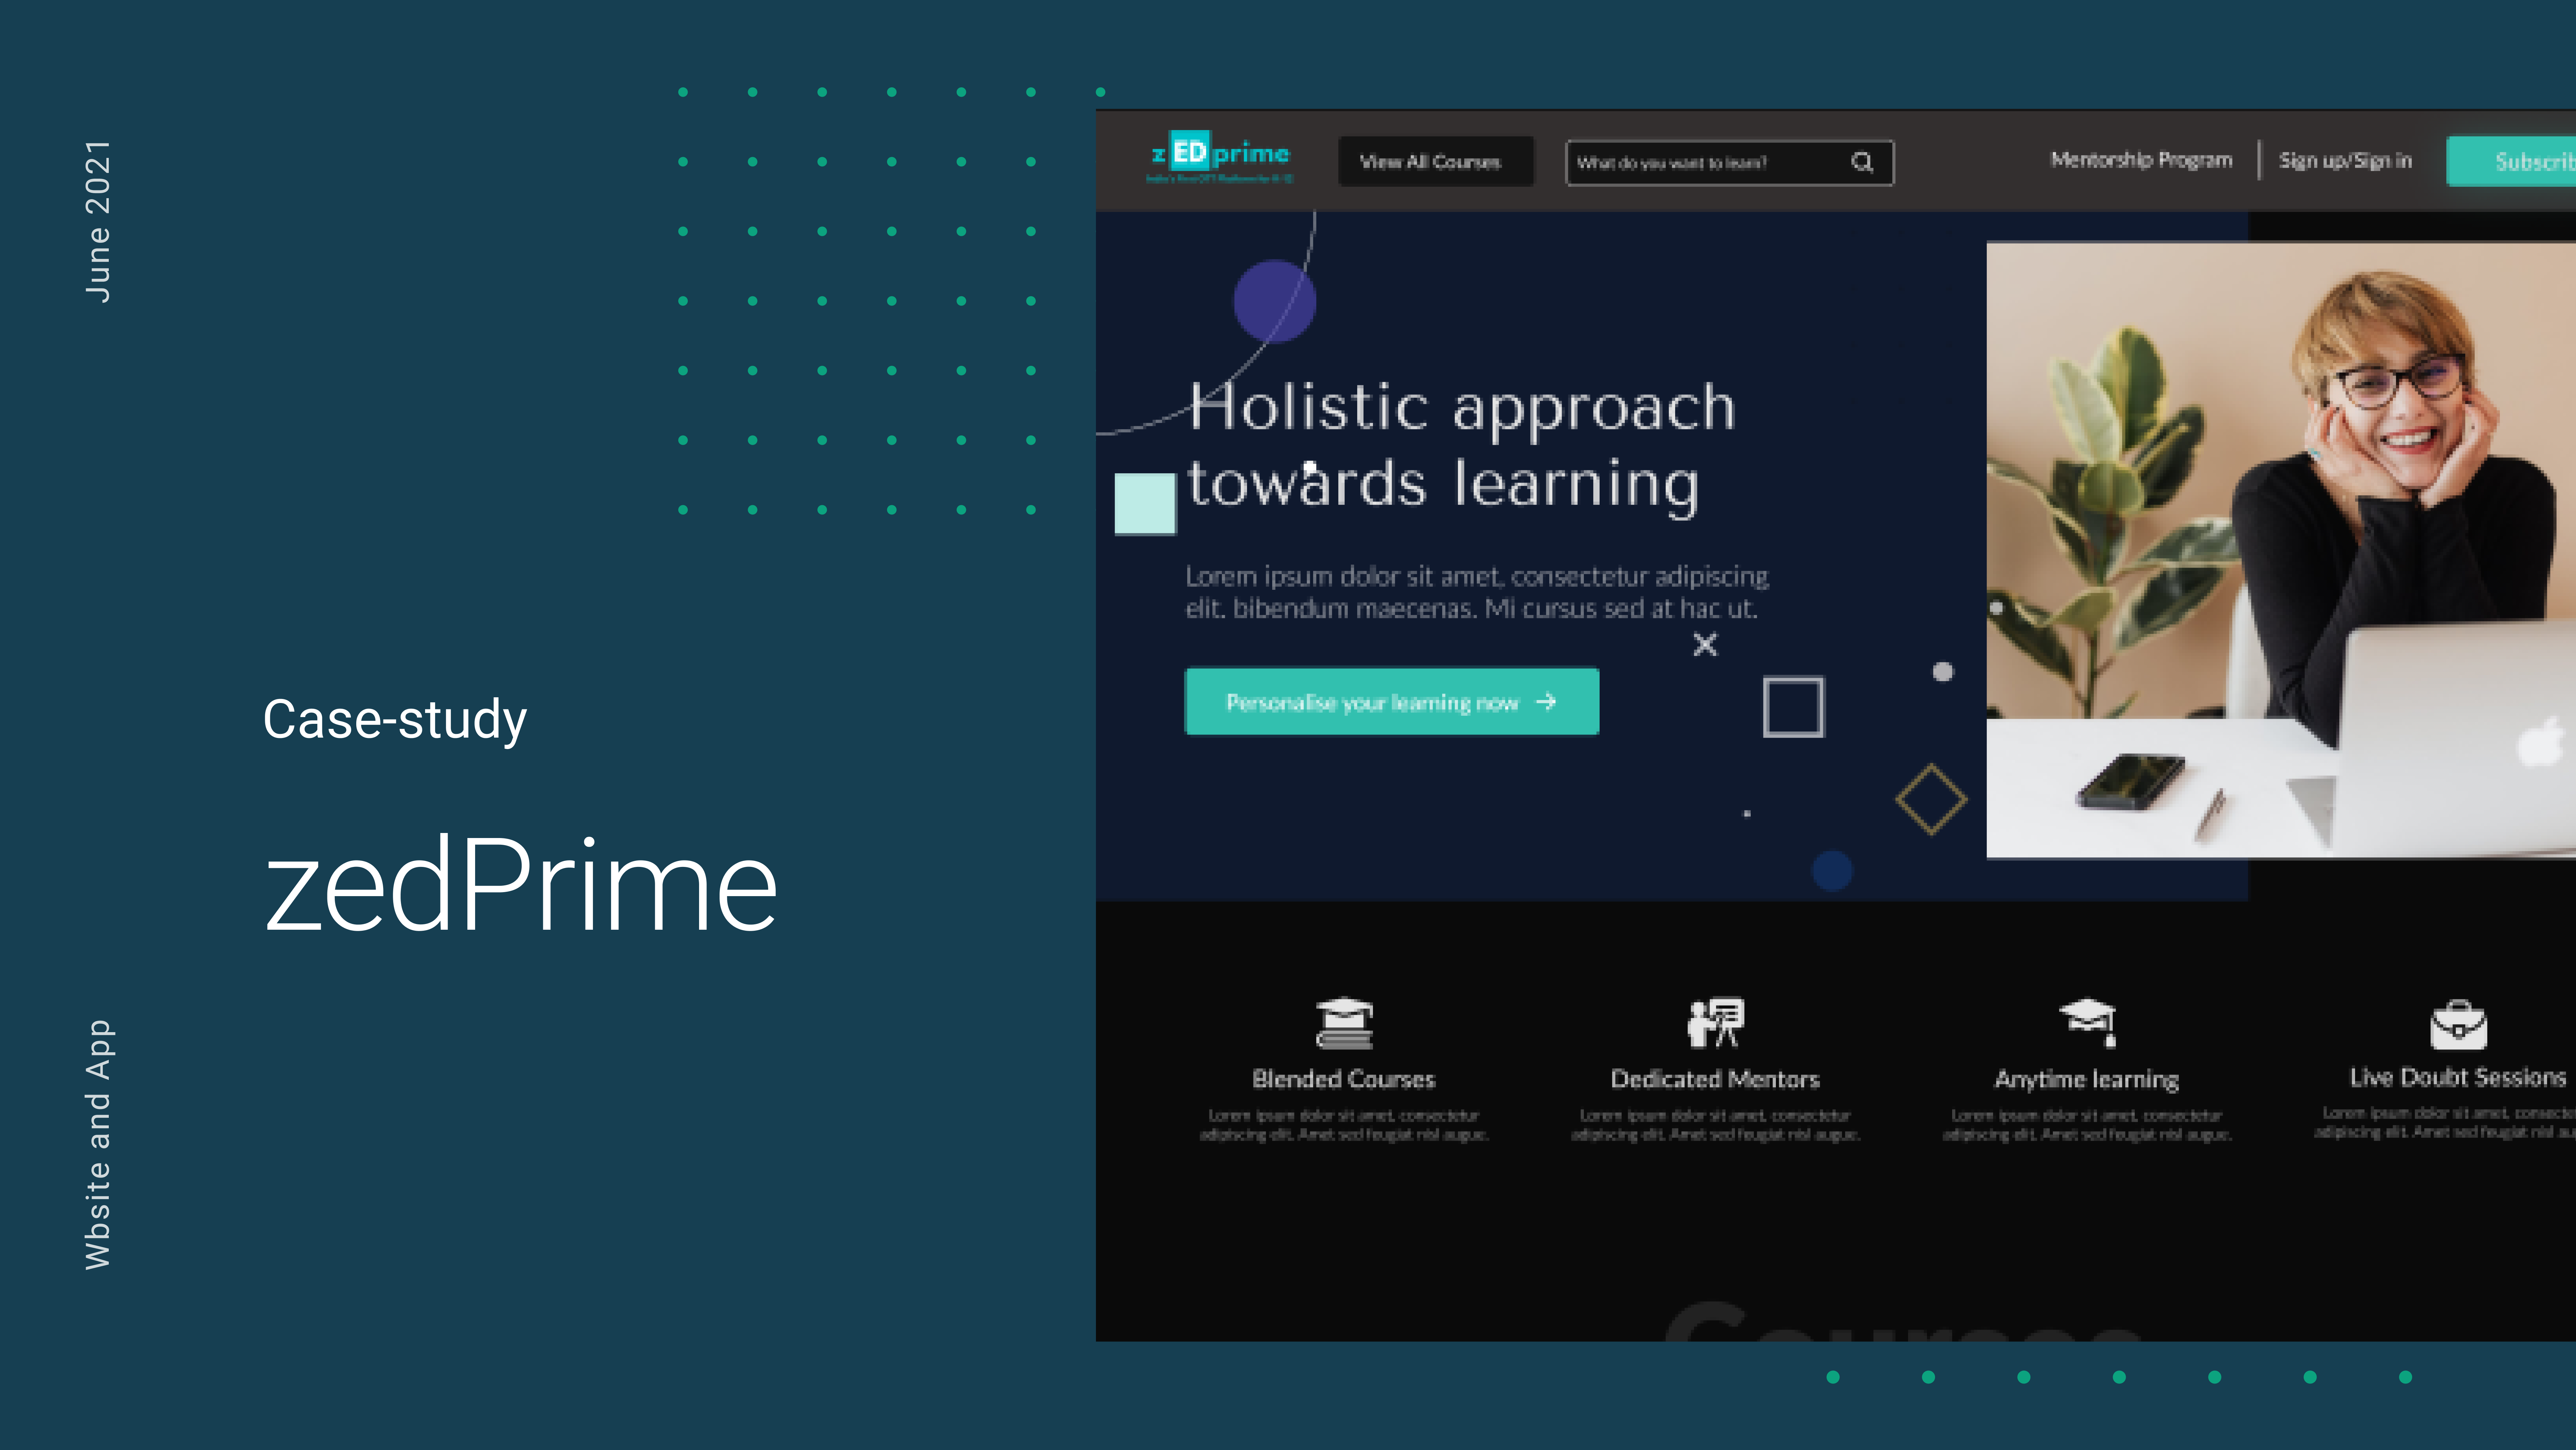 June 2021
Case-study
zedPrime
Wbsite and App
zEDprime
View All Courses
What do you want to learn?
Mentorship Program
Sign up/Sign in
Subscrib
Holistic approach
towards learning
Lorem ipsum dolor sit amet, consectetur adipiscing
elit. bibendum maecenas. Mi cursus sed at hac ut.
Personalise your learning now
Blended Courses
Lorem ipsum dolor sit amet, consectetur
adipiscing elit. Amet sed feugiat nisl augue.
Dedicated Mentors
Lorem ipsum dolor sit amet, consectetur
adipiscing elit. Amet sed feugiat nisl augue.
Anytime learning
Lorem ipsum dolor sit amet, consectetur
adipiscing elit. Amet sed feugiat nisl augue.
Live Doubt Sessions
Lorem ipsum dolor sit amet, consect
adipiscing elit. Amet sed feugiat nisl au
Courses